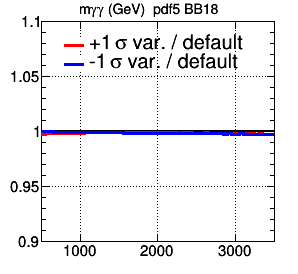 mγγ (GeV) pdf5 BB18
1.1
+1 σ var. / default
-1 σ var. / default
1.05
1
0.95
0.9
1000 2000 3000